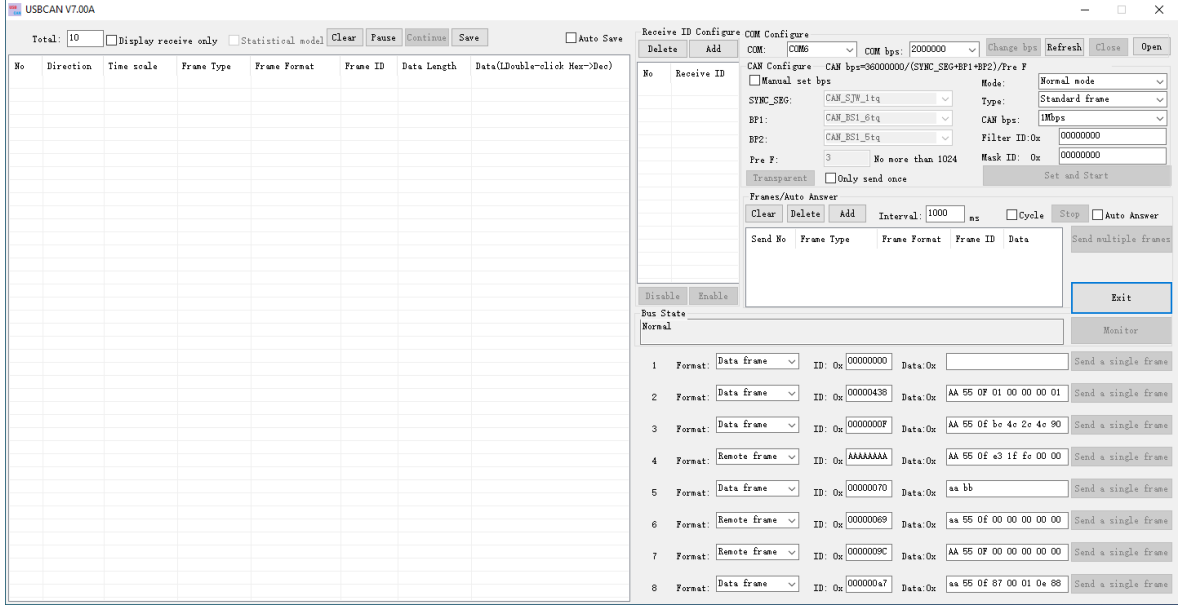 USBCAN V7.00A
Total: 10 Display receive only Statistical model Clear Pause Continue Save Auto Save
No Direction Time scale Frame Type Frame Format Frame ID Data Length Data(LDouble-click Hex->Dec)
Receive ID Configure
Delete Add
No Receive ID
Disable Enable
COM Configure
COM: COM6 COM bps: 2000000 Change bps Refresh Close Open
CAN Configure CAN bps=36000000/(SYNC_SEG+BP1+BP2)/Pre F
Manual set bps Mode: Normal mode
SYNC_SEG: CAN_SJW_1tq Type: Standard frame
BP1: CAN_BS1_6tq CAN bps: 1Mbps
BP2: CAN_BS1_5tq Filter ID:0x 00000000
Pre F: 3 No more than 1024 Mask ID: 0x 00000000
Transparent Only send once Set and Start
Frames/Auto Answer
Clear Delete Add Interval: 1000 ms Cycle Stop Auto Answer
Send No Frame Type Frame Format Frame ID Data Send multiple frames
Exit
Bus State
Normal Monitor
1 Format: Data frame ID: 0x 00000000 Data:0x Send a single frame
2 Format: Data frame ID: 0x 00000438 Data:0x AA 55 0F 01 00 00 00 01 Send a single frame
3 Format: Data frame ID: 0x 0000000F Data:0x AA 55 0f bc 4c 2c 4c 90 Send a single frame
4 Format: Remote frame ID: 0x AAAAAAAA Data:0x AA 55 0f e3 1f fc 00 00 Send a single frame
5 Format: Data frame ID: 0x 00000070 Data:0x aa bb Send a single frame
6 Format: Remote frame ID: 0x 00000069 Data:0x aa 55 0f 00 00 00 00 00 Send a single frame
7 Format: Remote frame ID: 0x 0000009C Data:0x AA 55 0F 00 00 00 00 00 Send a single frame
8 Format: Data frame ID: 0x 000000a7 Data:0x aa 55 0f 87 00 01 0e 88 Send a single frame